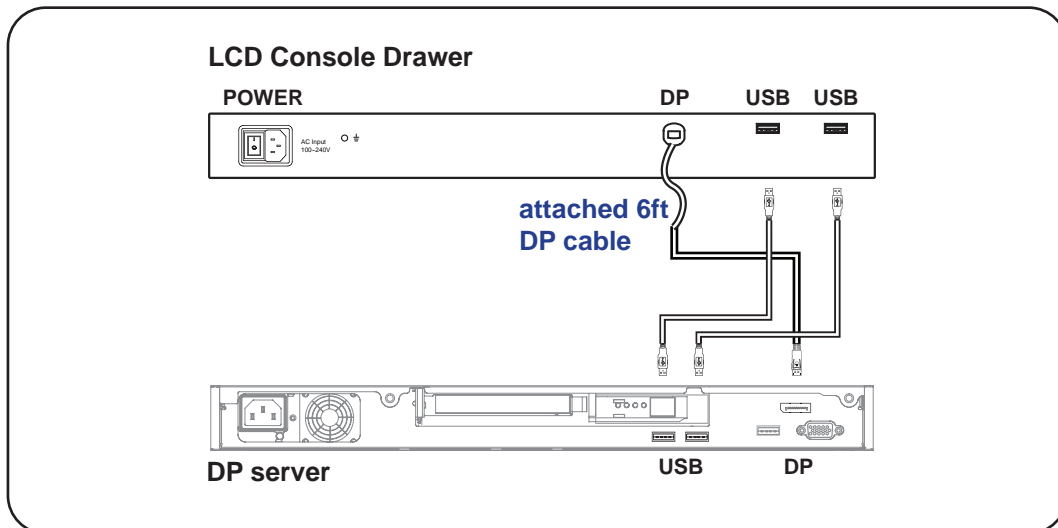 LCD Console Drawer
POWER
DP
USB
USB
AC Input
100~240V
attached 6ft
DP cable
DP server
USB
DP